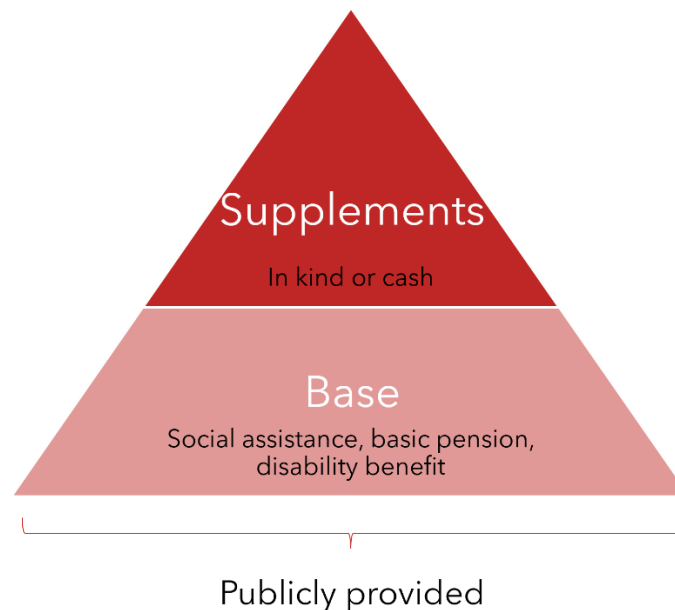 Supplements
In kind or cash
Base
Social assistance, basic pension,
disability benefit
Publicly provided